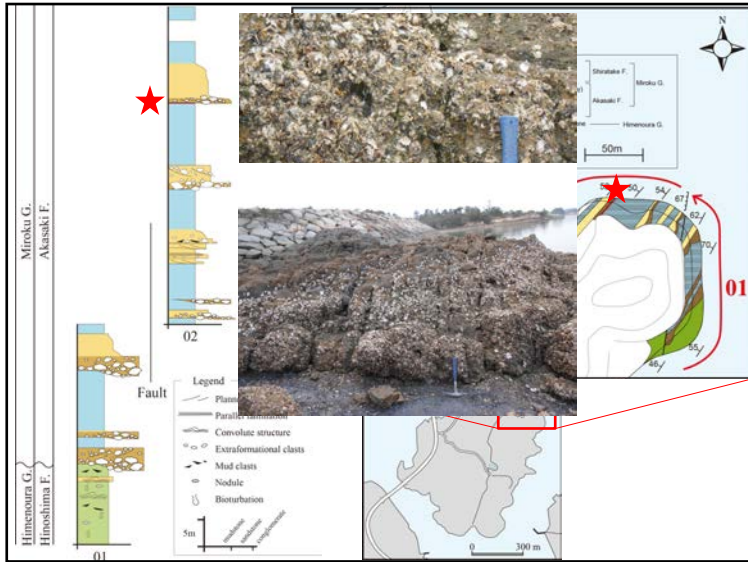 Miroku G.
Akasaki F.
Himenoura G.
Hinoshima F.
02
Fault
01
Legend
Parallel lamination
Convolute structure
Extraformational clasts
Mud clasts
Nodule
Bioturbation
5m
mudstone
sandstone
conglomerate
N
Shiratake F.
Akasaki F.
Miroku G.
Himenoura G.
50m
50
54
67
62
70
55
46
01
0 300 m